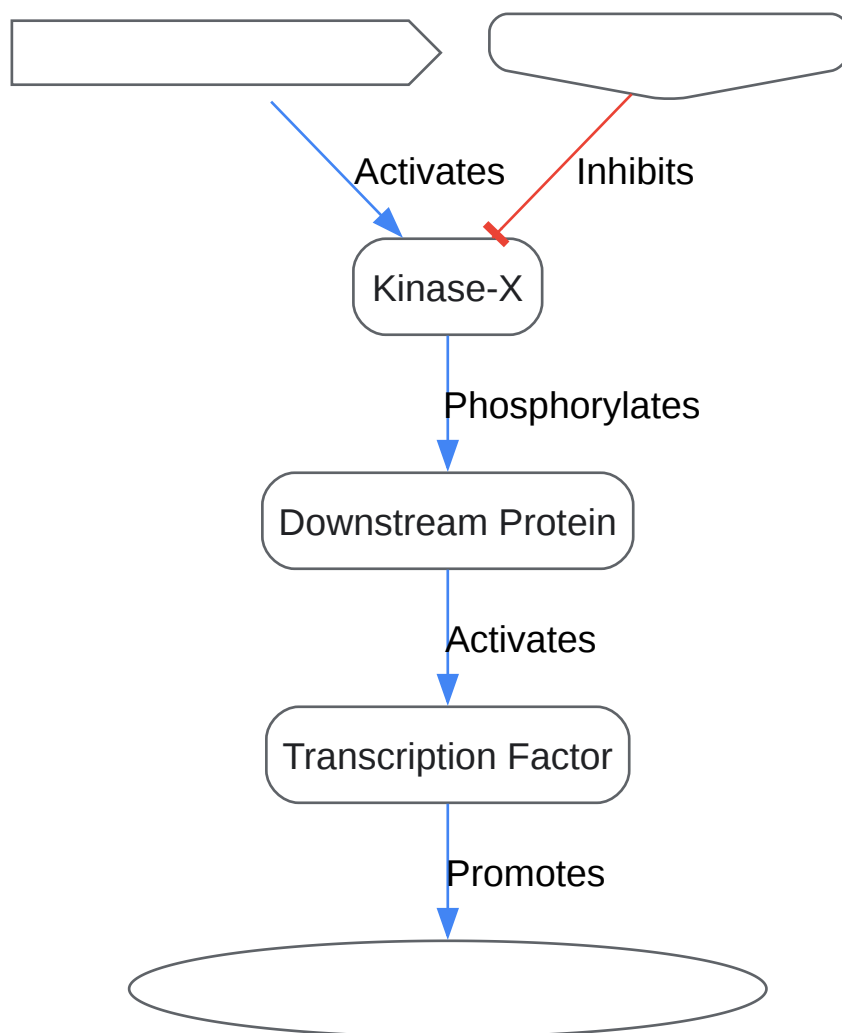 Activates
Inhibits
Kinase-X
Phosphorylates
Downstream Protein
Activates
Transcription Factor
Promotes